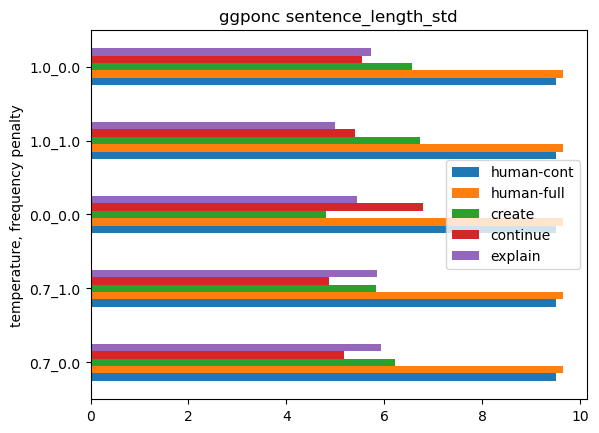 ggponc sentence_length_std
temperature, frequency penalty
1.0_0.0
1.0_1.0
0.0_0.0
0.7_1.0
0.7_0.0
human-cont
human-full
create
continue
explain
0 2 4 6 8 10